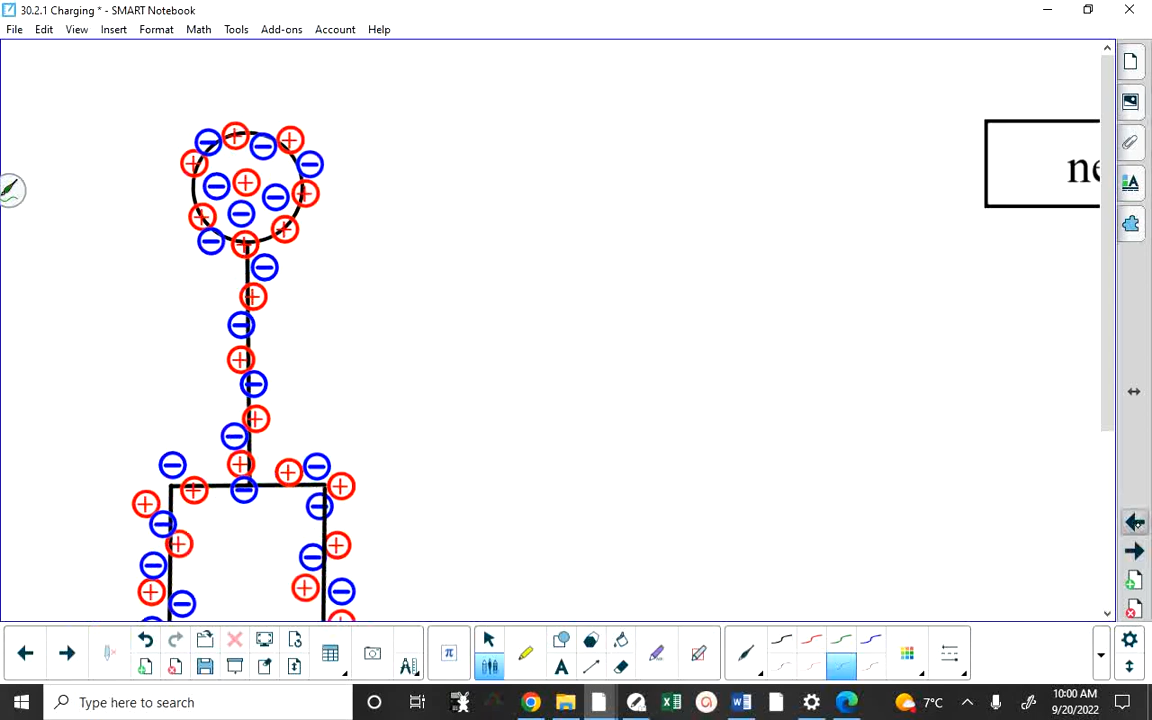 30.2.1 Charging * - SMART Notebook
File Edit View Insert Format Math Tools Add-ons Account Help
π
A
Type here to search
7°C
10:00 AM
9/20/2022